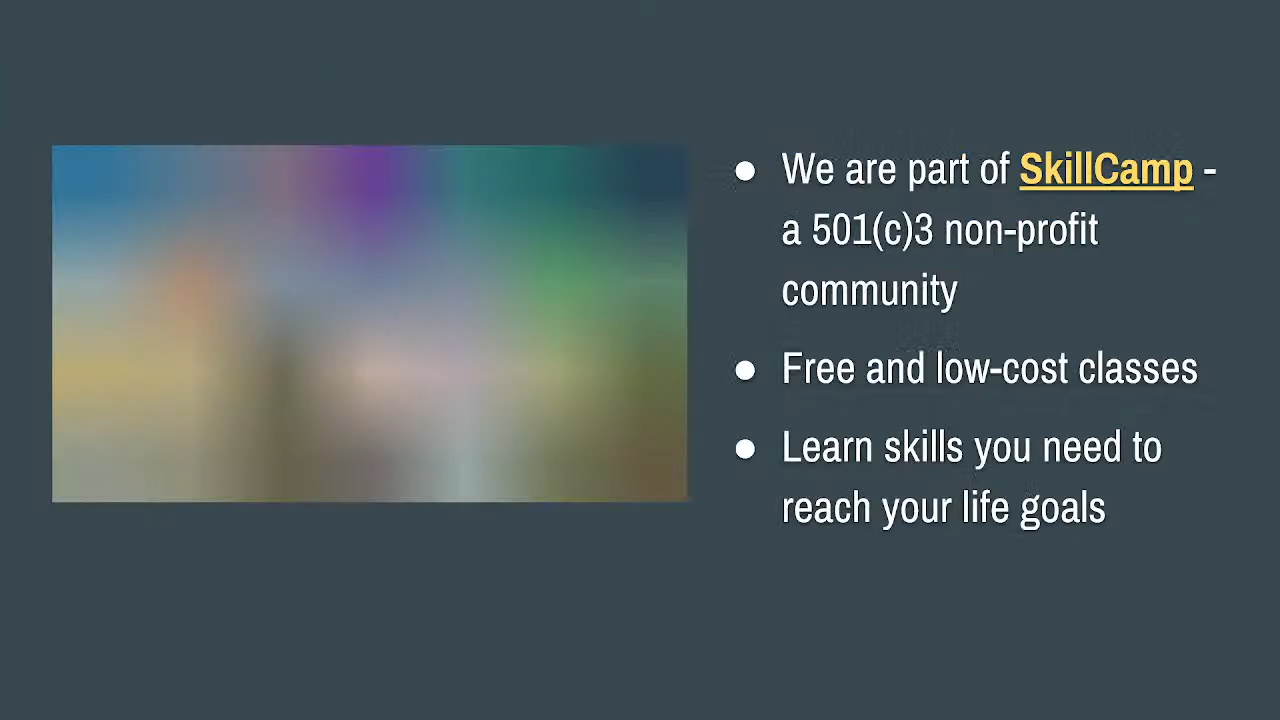 ● We are part of SkillCamp -
a 501(c)3 non-profit
community
● Free and low-cost classes
● Learn skills you need to
reach your life goals